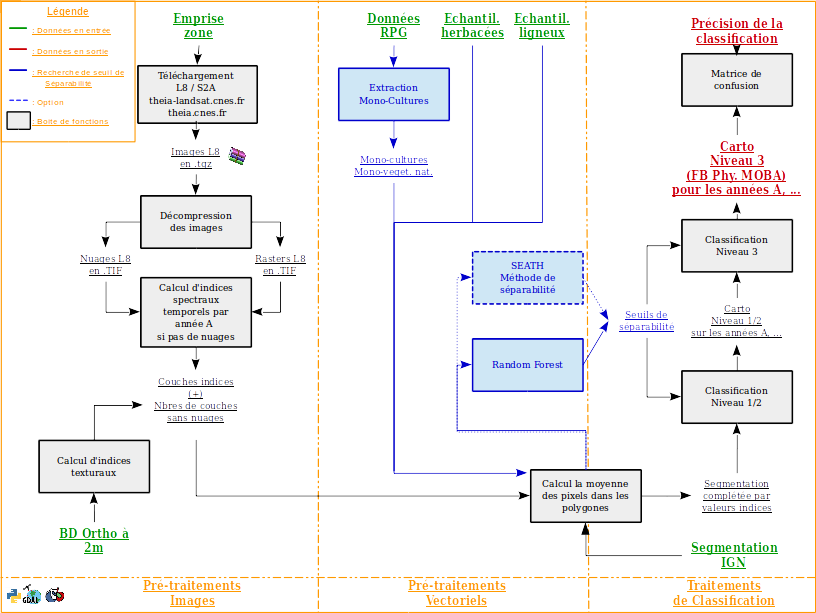 Légende
: Données en entrée
: Données en sortie
: Recherche de seuil de
Séparabilité
: Option
: Boîte de fonctions
Emprise
zone
Téléchargement
L8 / S2A
theia-landsat.cnes.fr
theia.cnes.fr
Images L8
en .tgz
Décompression
des images
Nuages L8
en .TIF
Rasters L8
en .TIF
Calcul d'indices
spectraux
temporels par
année A
si pas de nuages
Couches indices
(+)
Nbres de couches
sans nuages
Calcul d'indices
texturaux
BD Ortho à
2m
Pré-traitements
Images
Données
RPG
Echantil.
herbacées
Echantil.
ligneux
Extraction
Mono-Cultures
Mono-cultures
Mono-veget. nat.
SEATH
Méthode de
séparabilité
Random Forest
Seuils de
séparabilité
Calcul la moyenne
des pixels dans les
polygones
Pré-traitements
Vectoriels
Précision de la
classification
Matrice de
confusion
Carto
Niveau 3
(FB Phy. MOBA)
pour les années A, ...
Classification
Niveau 3
Carto
Niveau 1/2
sur les années A, ...
Classification
Niveau 1/2
Segmentation
complétée par
valeurs indices
Segmentation
IGN
Traitements
de Classification
GDAL